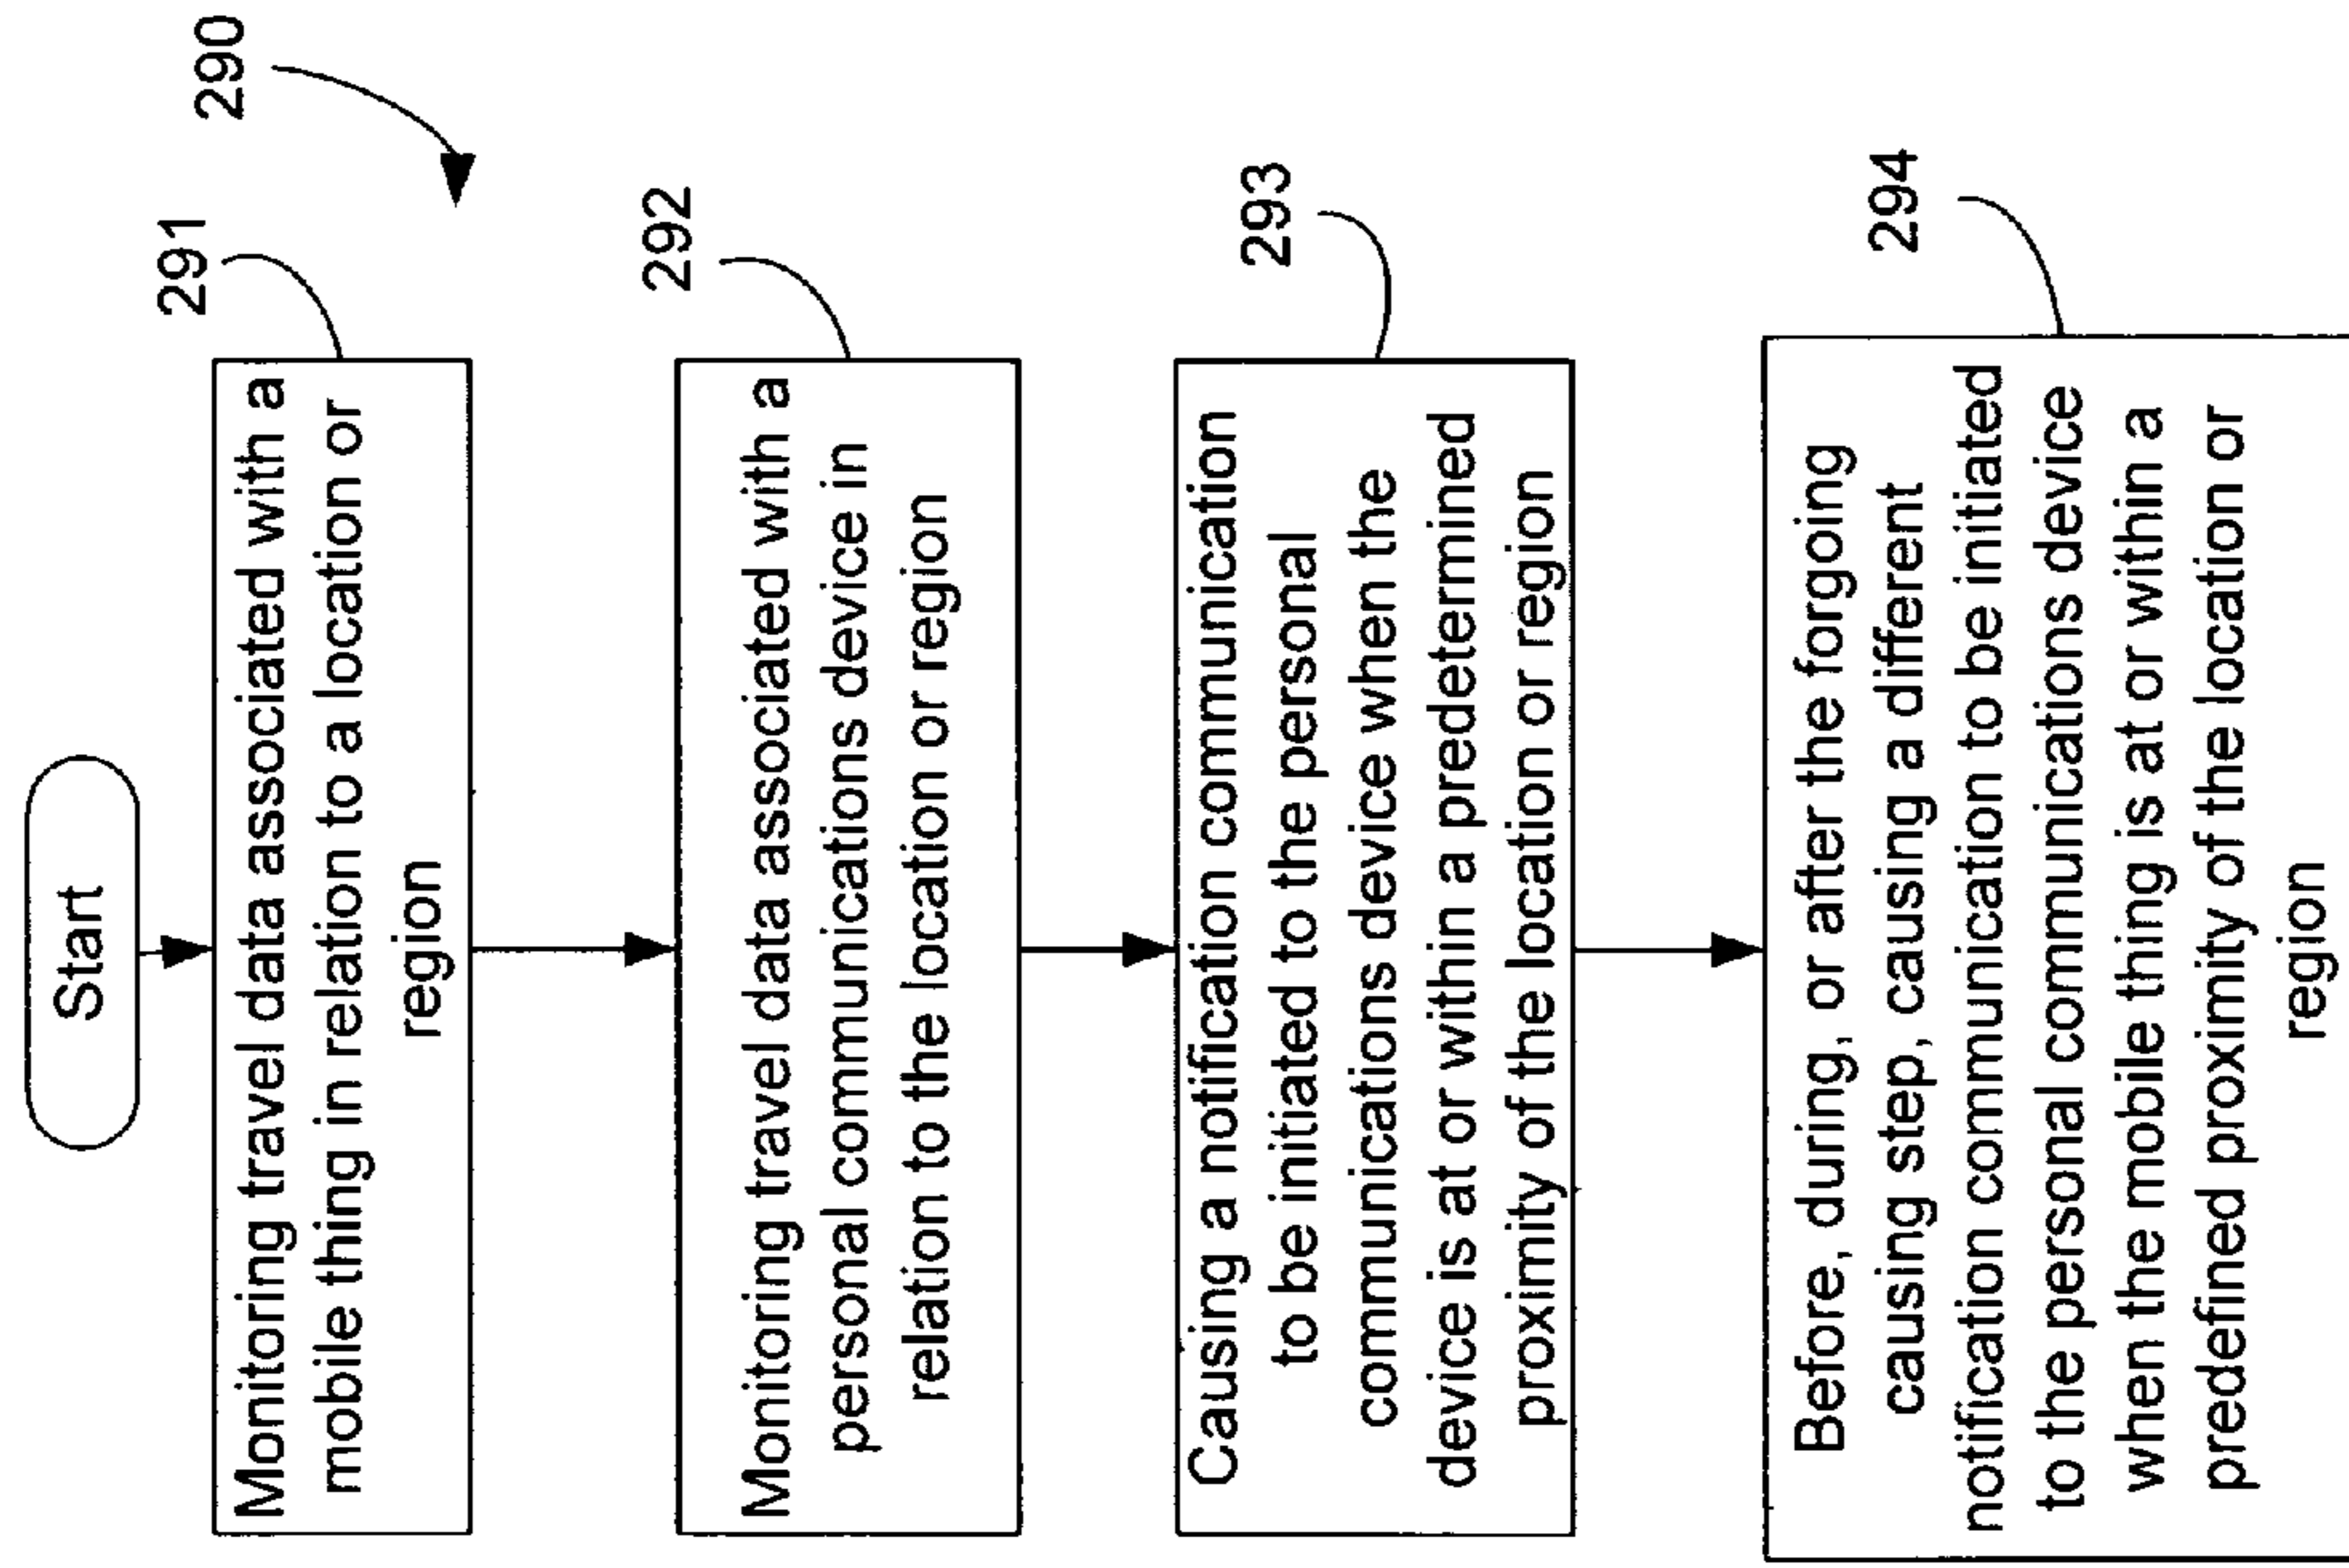 Start
290
291
Monitoring travel data associated with a
mobile thing in relation to a location or
region
292
Monitoring travel data associated with a
personal communications device in
relation to the location or region
293
Causing a notification communication
to be initiated to the personal
communications device when the
device is at or within a predetermined
proximity of the location or region
294
Before, during, or after the forgoing
causing step, causing a different
notification communication to be initiated
to the personal communications device
when the mobile thing is at or within a
predefined proximity of the location or
region